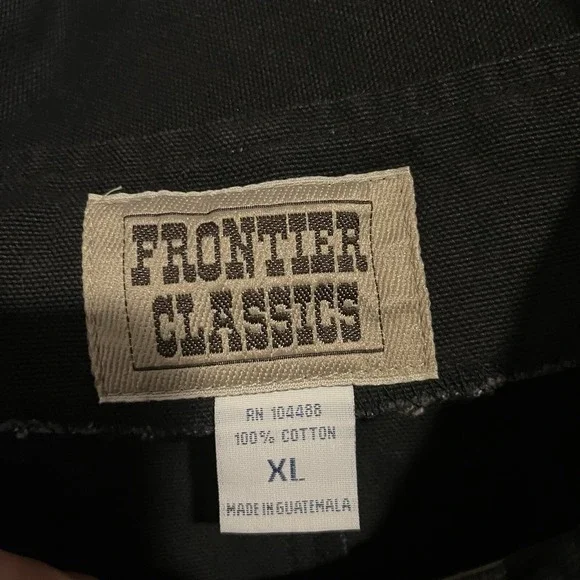 FRONTIER
CLASSICS
RN 104488
100% COTTON
XL
MADE IN GUATEMALA